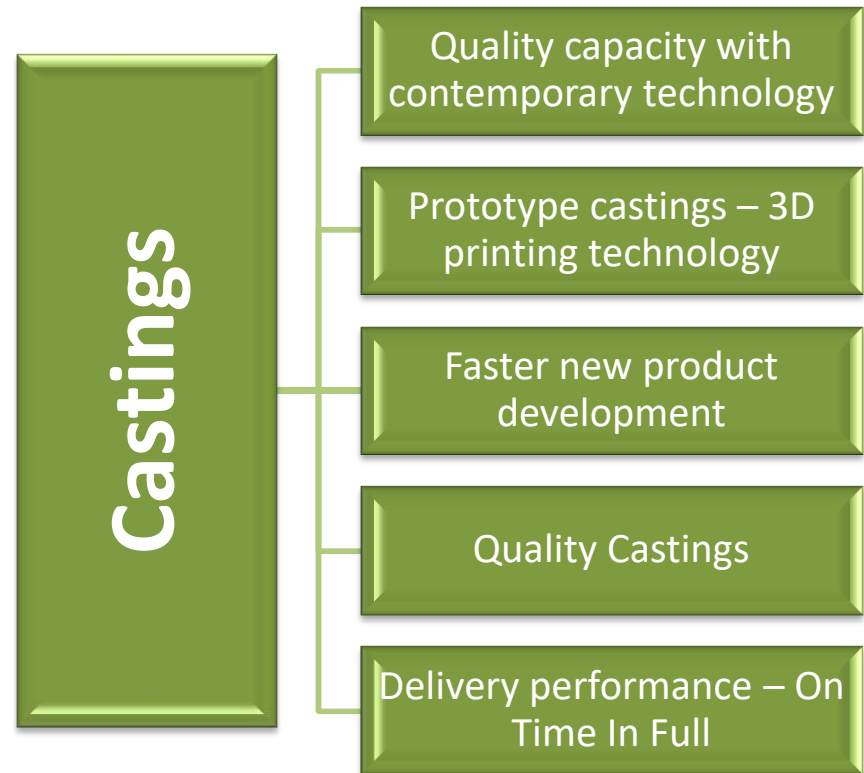 Castings
Quality capacity with
contemporary technology
Prototype castings – 3D
printing technology
Faster new product
development
Quality Castings
Delivery performance – On
Time In Full